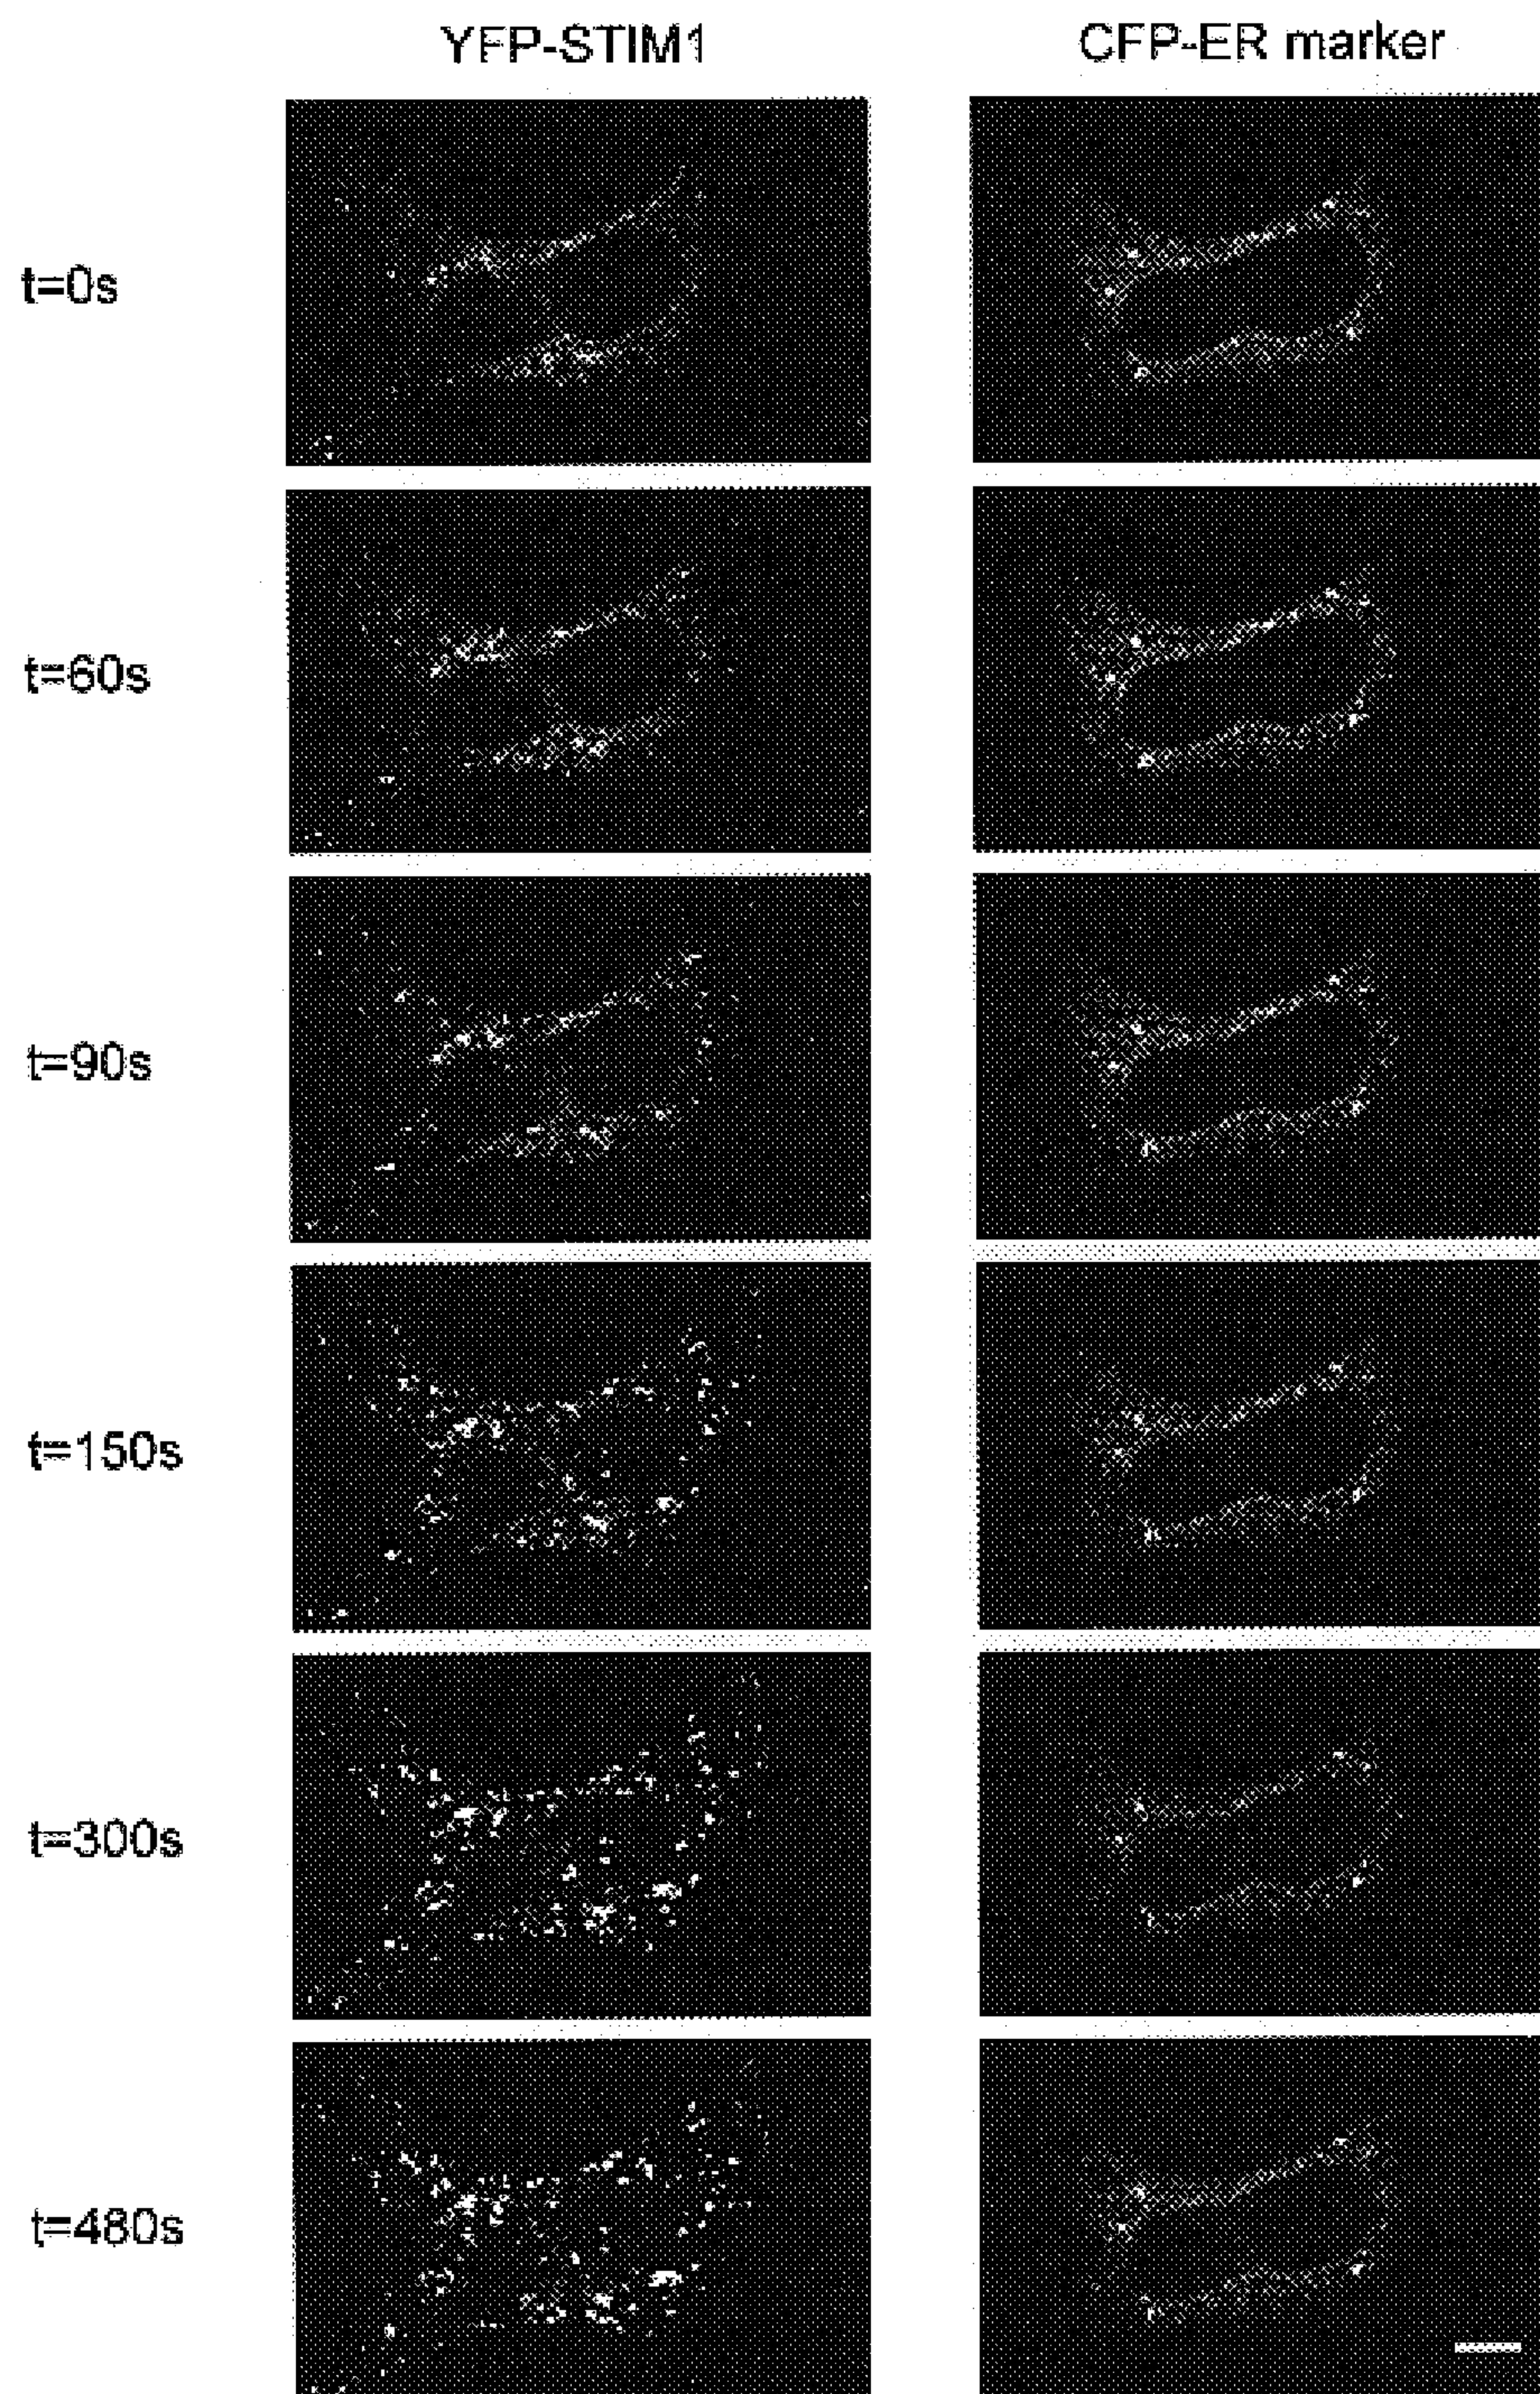 YFP-STIM1 CFP-ER marker
t=0s
t=60s
t=90s
t=150s
t=300s
t=480s